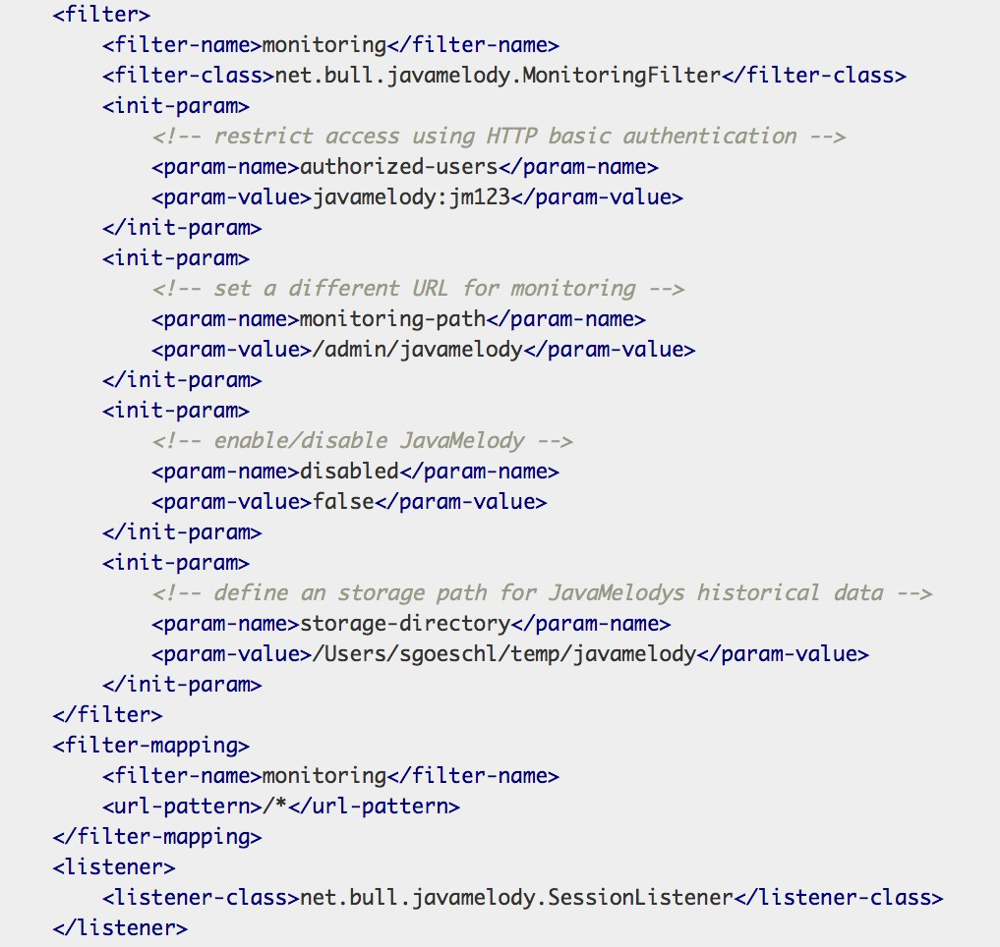 <filter>
    <filter-name>monitoring</filter-name>
    <filter-class>net.bull.javamelody.MonitoringFilter</filter-class>
    <init-param>
        <!-- restrict access using HTTP basic authentication -->
        <param-name>authorized-users</param-name>
        <param-value>javamelody:jm123</param-value>
    </init-param>
    <init-param>
        <!-- set a different URL for monitoring -->
        <param-name>monitoring-path</param-name>
        <param-value>/admin/javamelody</param-value>
    </init-param>
    <init-param>
        <!-- enable/disable JavaMelody -->
        <param-name>disabled</param-name>
        <param-value>false</param-value>
    </init-param>
    <init-param>
        <!-- define an storage path for JavaMelodys historical data -->
        <param-name>storage-directory</param-name>
        <param-value>/Users/sgoeschl/temp/javamelody</param-value>
    </init-param>
</filter>
<filter-mapping>
    <filter-name>monitoring</filter-name>
    <url-pattern>/*</url-pattern>
</filter-mapping>
<listener>
    <listener-class>net.bull.javamelody.SessionListener</listener-class>
</listener>